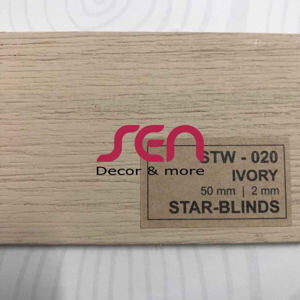 SEN
Decor & more
STW - 020
IVORY
50 mm | 2 mm
STAR-BLINDS